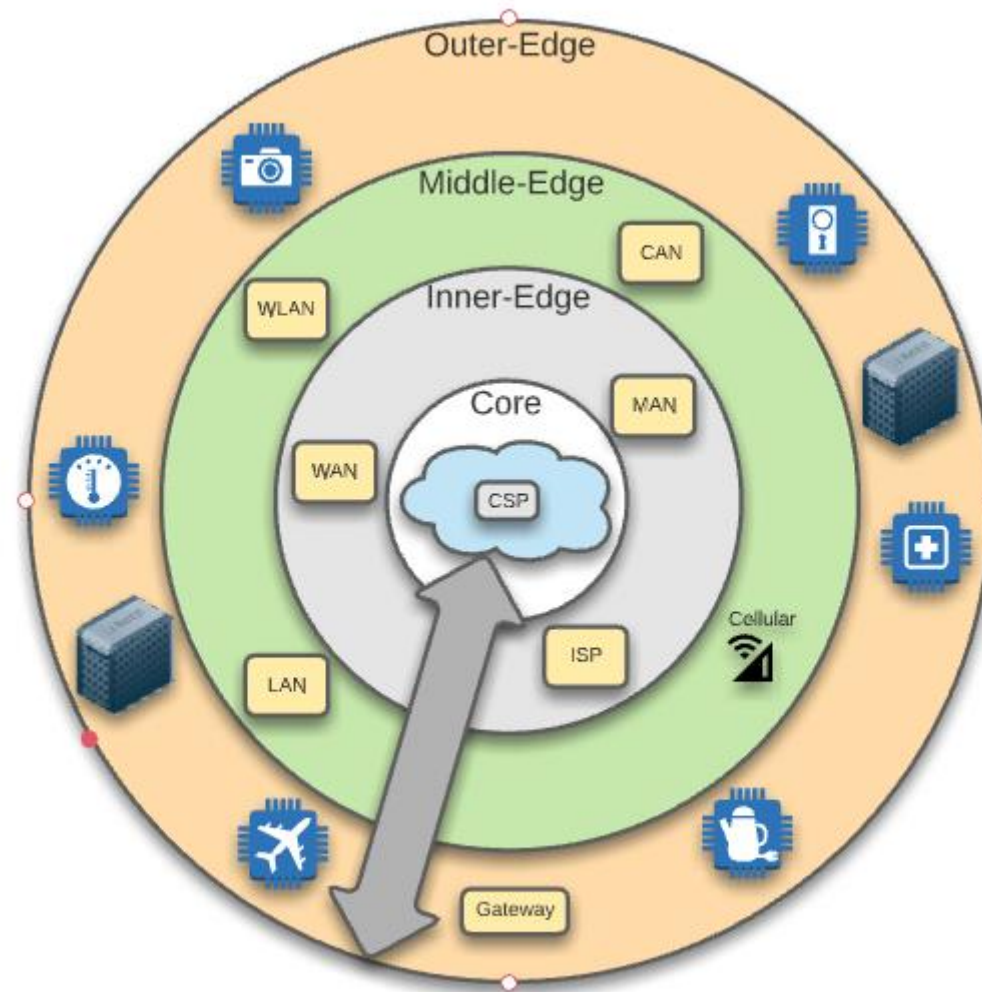 Outer-Edge
Middle-Edge
CAN
WLAN
Inner-Edge
Core
MAN
WAN
CSP
Cellular
ISP
LAN
Gateway